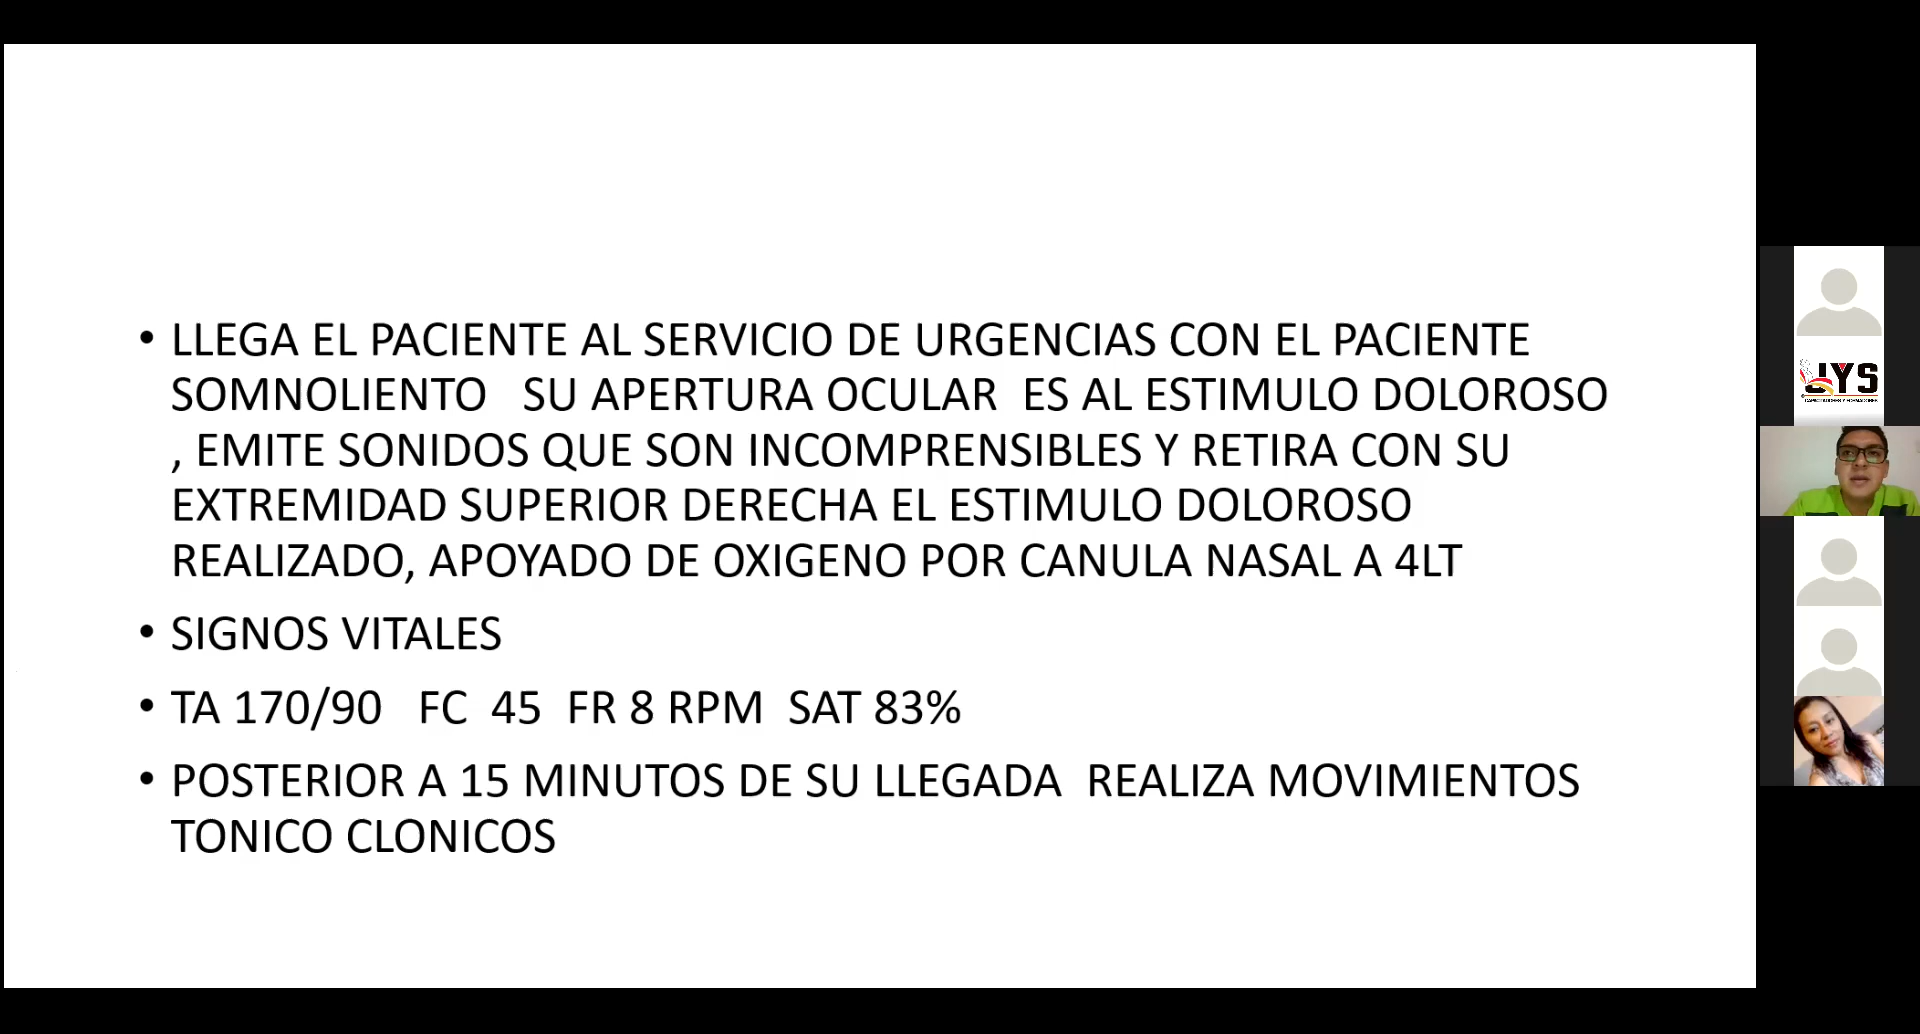 • LLEGA EL PACIENTE AL SERVICIO DE URGENCIAS CON EL PACIENTE
SOMNOLIENTO SU APERTURA OCULAR ES AL ESTIMULO DOLOROSO
, EMITE SONIDOS QUE SON INCOMPRENSIBLES Y RETIRA CON SU
EXTREMIDAD SUPERIOR DERECHA EL ESTIMULO DOLOROSO
REALIZADO, APOYADO DE OXIGENO POR CANULA NASAL A 4LT
• SIGNOS VITALES
• TA 170/90 FC 45 FR 8 RPM SAT 83%
• POSTERIOR A 15 MINUTOS DE SU LLEGADA REALIZA MOVIMIENTOS
TONICO CLONICOS
JYS
CAPACITADORES Y FORMADORES